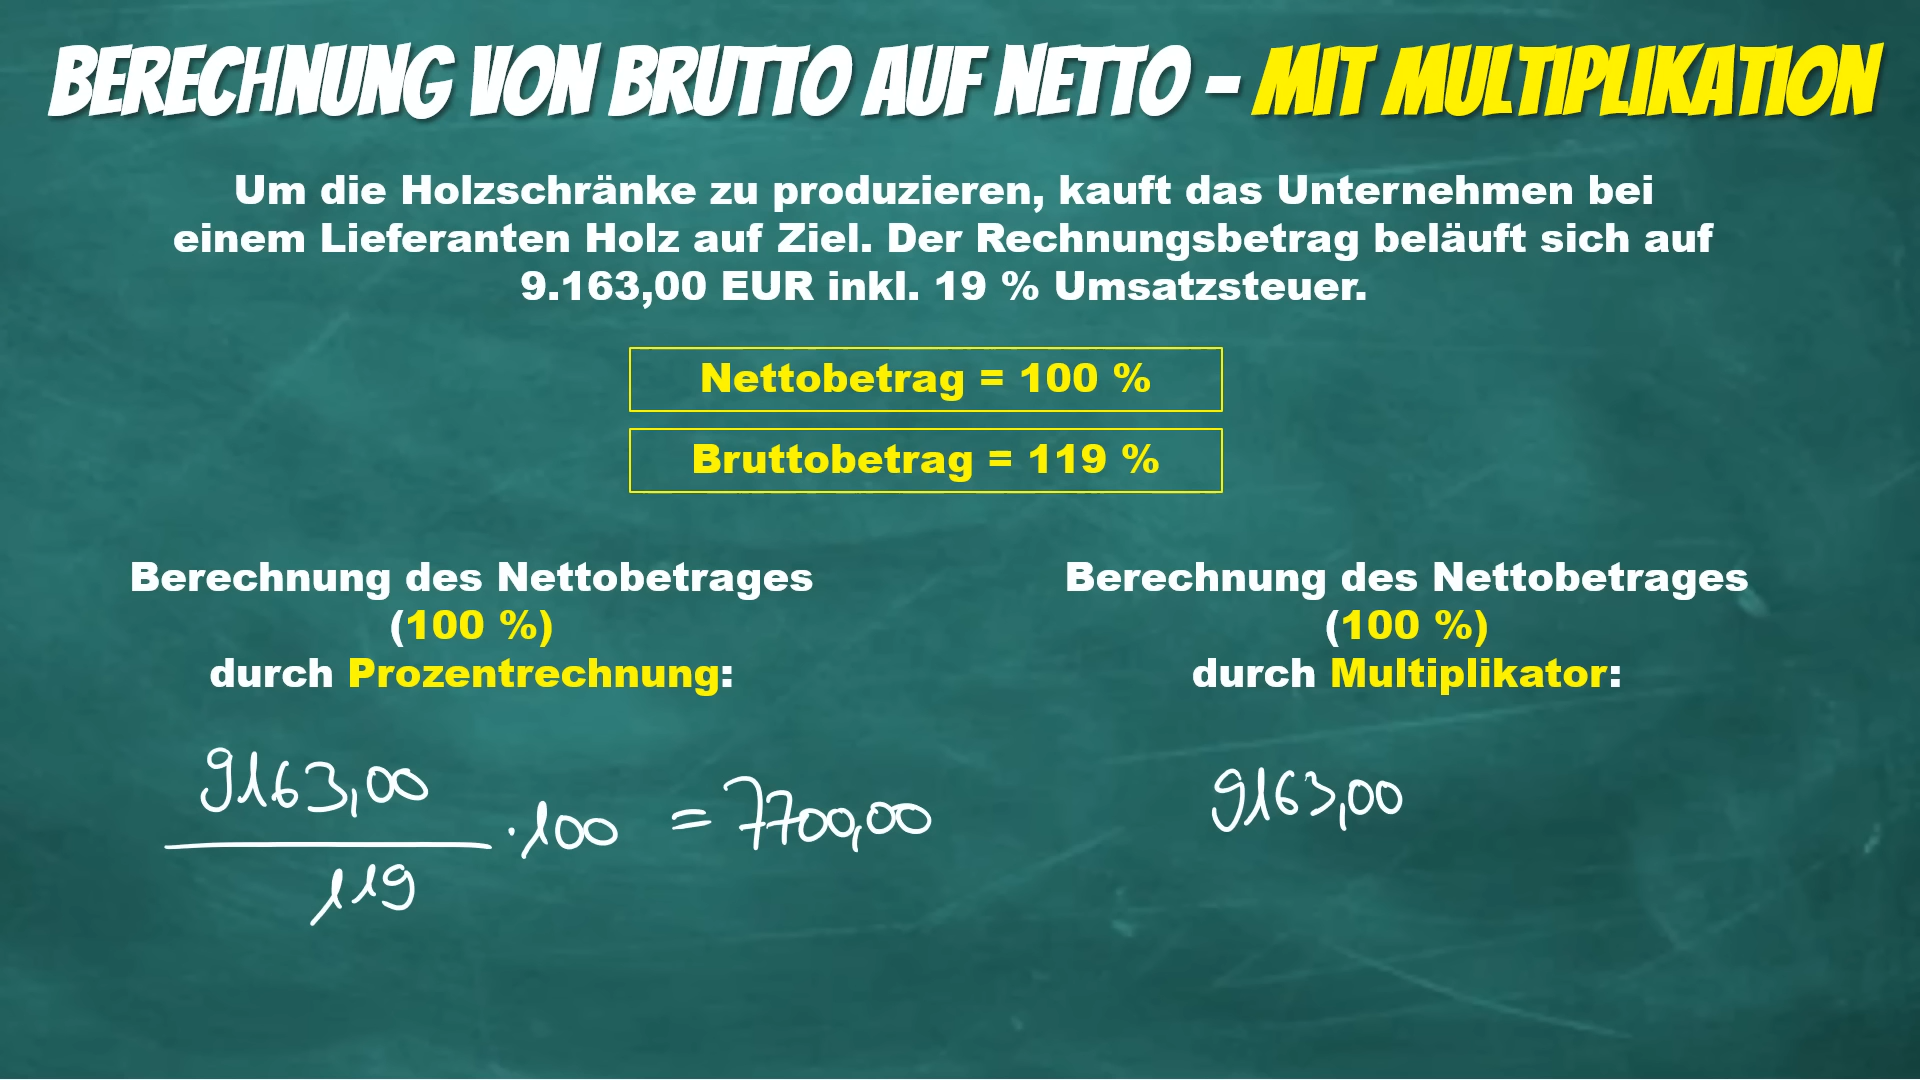 BERECHNUNG VON BRUTTO AUF NETTO - MIT MULTIPLIKATION
Um die Holzschränke zu produzieren, kauft das Unternehmen bei
einem Lieferanten Holz auf Ziel. Der Rechnungsbetrag beläuft sich auf
9.163,00 EUR inkl. 19 % Umsatzsteuer.
Nettobetrag = 100 %
Bruttobetrag = 119 %
Berechnung des Nettobetrages
(100 %)
durch Prozentrechnung:
9163,00
119
· 100 = 7700,00
Berechnung des Nettobetrages
(100 %)
durch Multiplikator:
9163,00